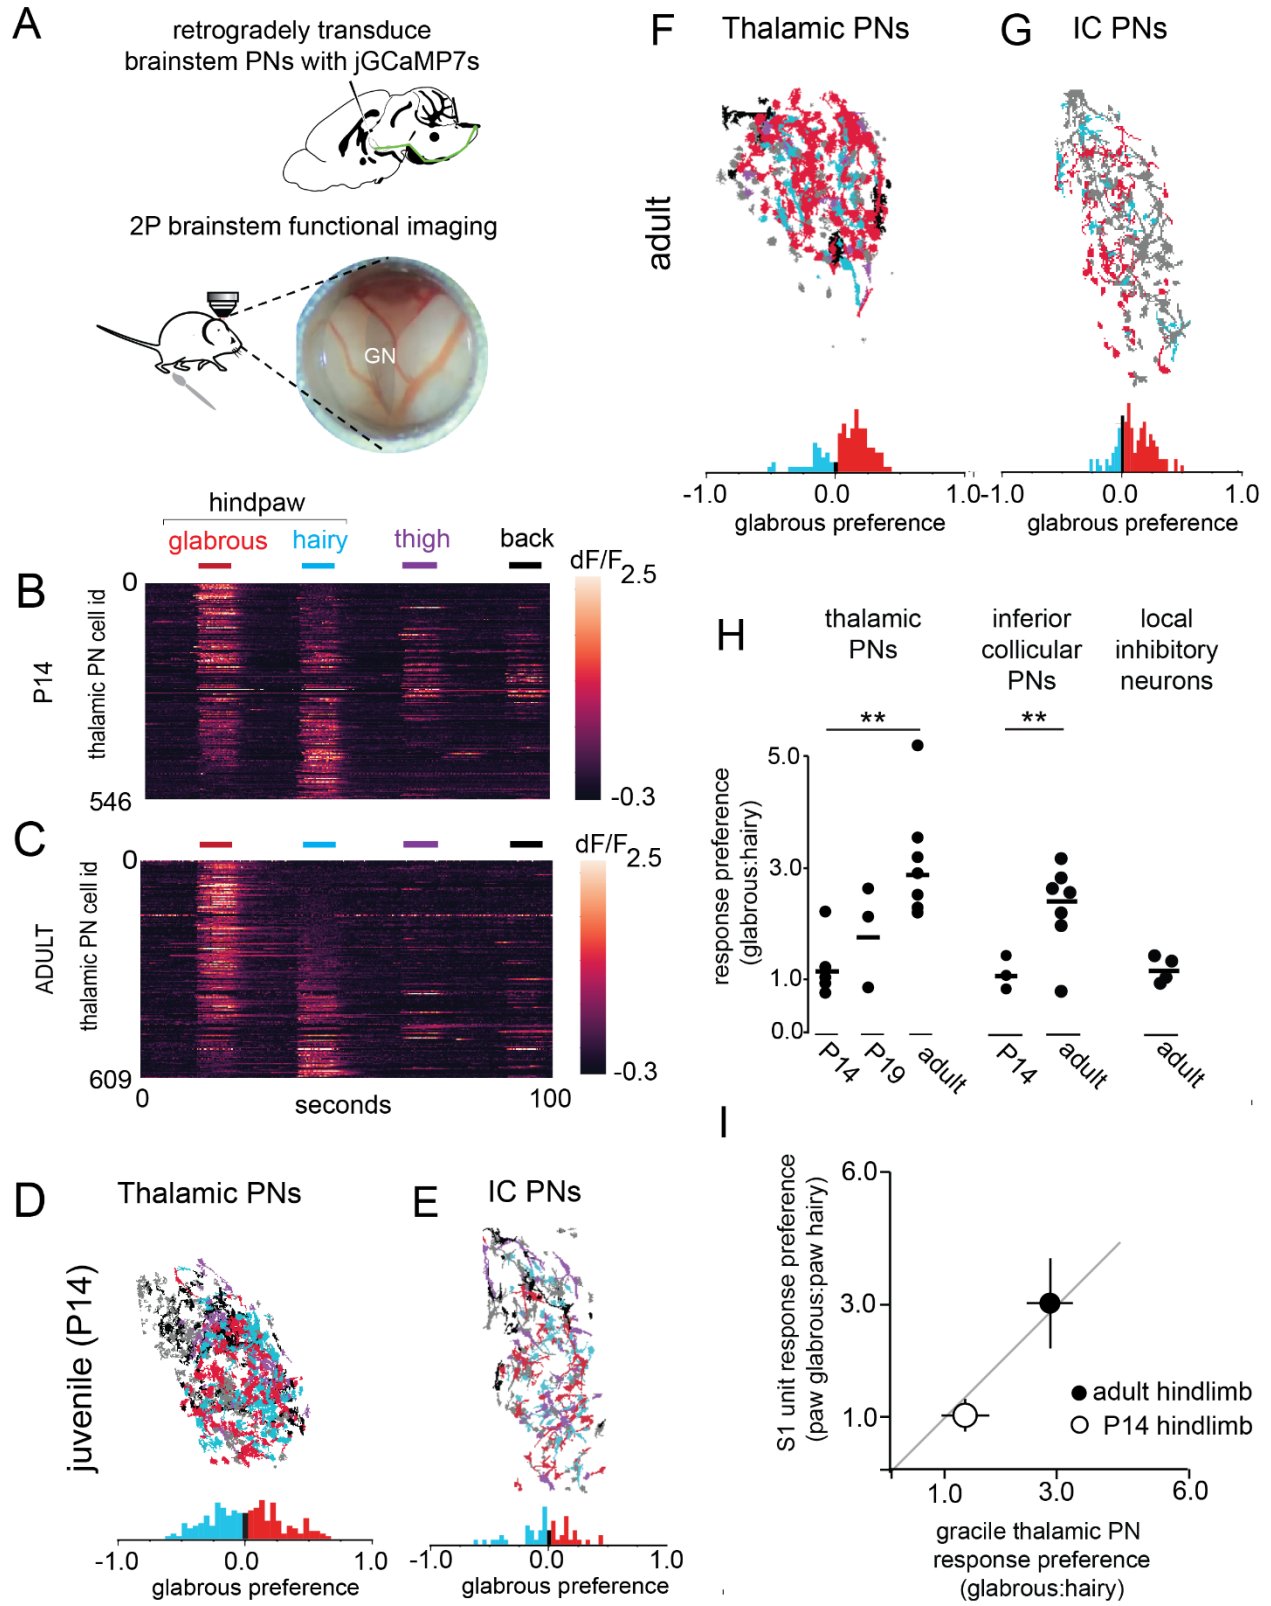 A
retrogradely transduce
brainstem PNs with jGCaMP7s
2P brainstem functional imaging
GN
hindpaw
glabrous
hairy
thigh
back
B
P14
thalamic PN cell id
0
546
dF/F
2.5
-0.3
C
ADULT
thalamic PN cell id
0
609
dF/F
2.5
-0.3
0
seconds
100
D
Thalamic PNs
juvenile (P14)
-1.0
0.0
1.0
glabrous preference
E
IC PNs
-1.0
0.0
1.0
glabrous preference
F
Thalamic PNs
adult
-1.0
0.0
1.0
glabrous preference
G
IC PNs
-1.0
0.0
1.0
glabrous preference
H
thalamic
PNs
inferior
collicular
PNs
local
inhibitory
neurons
**
**
response preference
(glabrous:hairy)
5.0
3.0
1.0
0.0
P14
P19
adult
P14
adult
adult
I
S1 unit response preference
(paw glabrous:paw hairy)
6.0
3.0
1.0
adult hindlimb
P14 hindlimb
1.0
3.0
6.0
gracile thalamic PN
response preference
(glabrous:hairy)